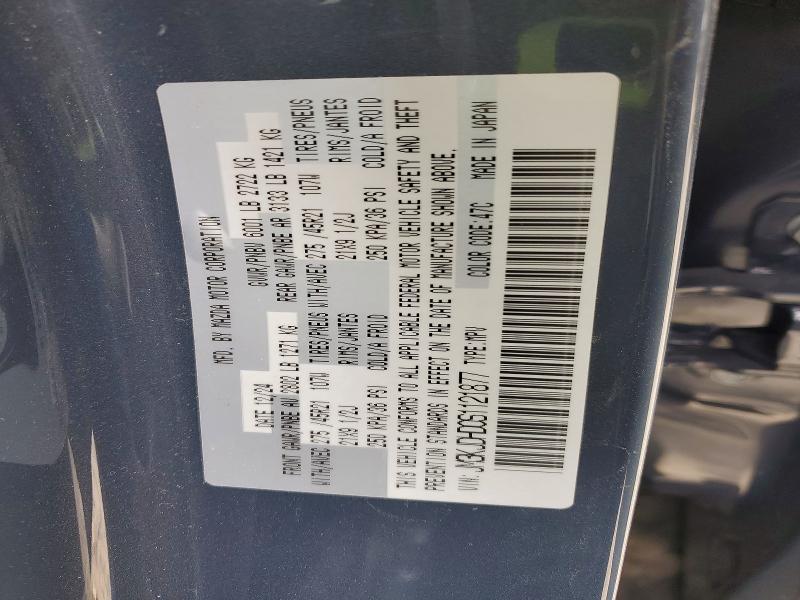 MFD. BY MAZDA MOTOR CORPORATION
DATE 12/24 GVWR/PNBV 6001 LB 2722 KG
FRONT GAWR/PNBE AV 2802 LB 1271 KG REAR GAWR/PNBE AR 3133 LB 1421 KG
WITH/AVEC 275 /45R21 107W TIRES/PNEUS WITH/AVEC 275 /45R21 107W TIRES/PNEUS
21X9 1/2J RIMS/JANTES 21X9 1/2J RIMS/JANTES
250 KPA/36 PSI COLD/A FROID 250 KPA/36 PSI COLD/A FROID
THIS VEHICLE CONFORMS TO ALL APPLICABLE FEDERAL MOTOR VEHICLE SAFETY AND THEFT
PREVENTION STANDARDS IN EFFECT ON THE DATE OF MANUFACTURE SHOWN ABOVE.
VIN: TYPE:MPV COLOR CODE:47C MADE IN JAPAN